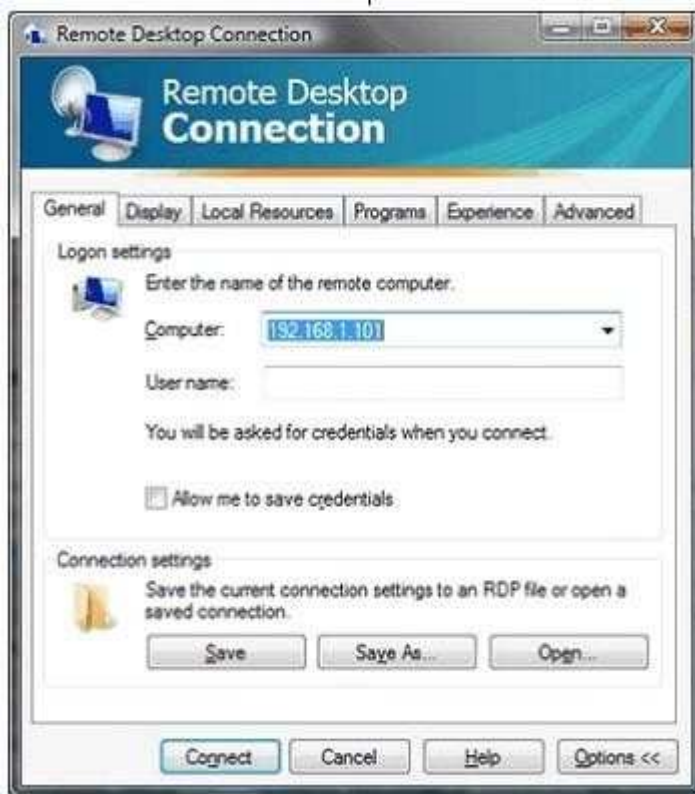 Remote Desktop Connection
Remote Desktop
Connection
General Display Local Resources Programs Experience Advanced
Logon settings
Enter the name of the remote computer.
Computer: 192.168.1.101
User name:
You will be asked for credentials when you connect.
Allow me to save credentials
Connection settings
Save the current connection settings to an RDP file or open a
saved connection.
Save Save As... Open...
Connect Cancel Help Options <<